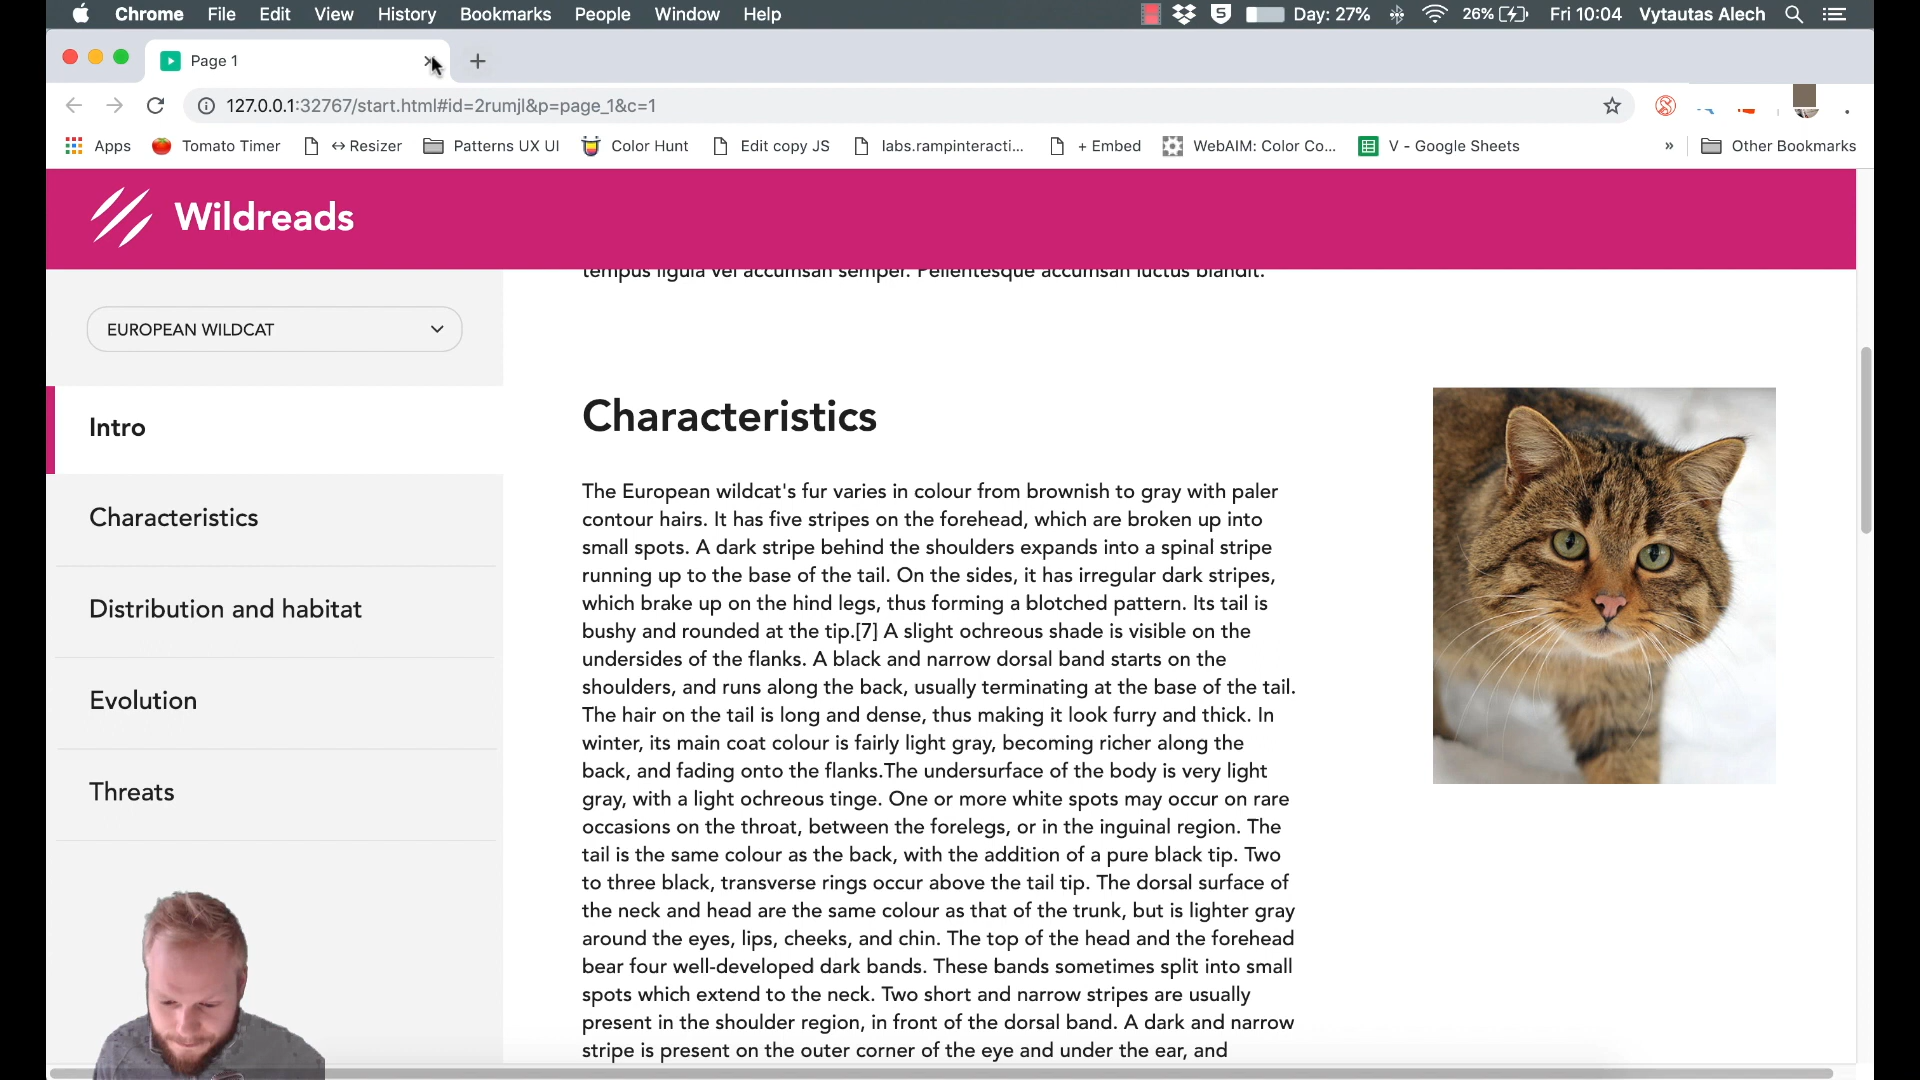 Chrome File Edit View History Bookmarks People Window Help
5 Day: 27% 26% Fri 10:04 Vytautas Alech
Page 1
127.0.0.1:32767/start.html#id=2rumjl&p=page_1&c=1
Apps Tomato Timer ↔ Resizer Patterns UX UI Color Hunt Edit copy JS labs.rampinteracti... + Embed WebAIM: Color Co... V - Google Sheets » Other Bookmarks
Wildreads
tempus ligula vel accumsan semper. Pellentesque accumsan luctus blandit.
EUROPEAN WILDCAT
Intro
Characteristics
Distribution and habitat
Evolution
Threats
Characteristics
The European wildcat's fur varies in colour from brownish to gray with paler
contour hairs. It has five stripes on the forehead, which are broken up into
small spots. A dark stripe behind the shoulders expands into a spinal stripe
running up to the base of the tail. On the sides, it has irregular dark stripes,
which brake up on the hind legs, thus forming a blotched pattern. Its tail is
bushy and rounded at the tip.[7] A slight ochreous shade is visible on the
undersides of the flanks. A black and narrow dorsal band starts on the
shoulders, and runs along the back, usually terminating at the base of the tail.
The hair on the tail is long and dense, thus making it look furry and thick. In
winter, its main coat colour is fairly light gray, becoming richer along the
back, and fading onto the flanks.The undersurface of the body is very light
gray, with a light ochreous tinge. One or more white spots may occur on rare
occasions on the throat, between the forelegs, or in the inguinal region. The
tail is the same colour as the back, with the addition of a pure black tip. Two
to three black, transverse rings occur above the tail tip. The dorsal surface of
the neck and head are the same colour as that of the trunk, but is lighter gray
around the eyes, lips, cheeks, and chin. The top of the head and the forehead
bear four well-developed dark bands. These bands sometimes split into small
spots which extend to the neck. Two short and narrow stripes are usually
present in the shoulder region, in front of the dorsal band. A dark and narrow
stripe is present on the outer corner of the eye and under the ear, and